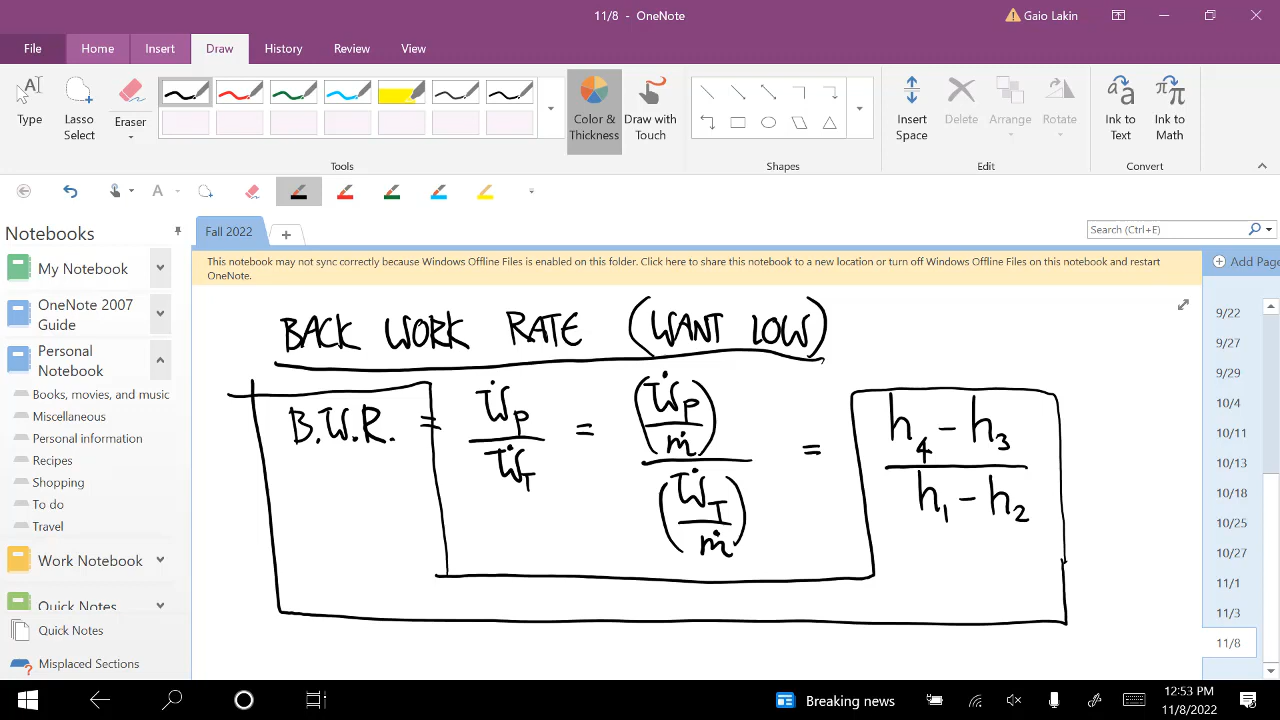 11/8 - OneNote
Gaio Lakin
File Home Insert Draw History Review View
Type
Lasso Select
Eraser
Color & Thickness
Draw with Touch
Insert Space
Delete
Arrange
Rotate
Ink to Text
Ink to Math
Tools
Shapes
Edit
Convert
Notebooks
Fall 2022
Search (Ctrl+E)
This notebook may not sync correctly because Windows Offline Files is enabled on this folder. Click here to share this notebook to a new location or turn off Windows Offline Files on this notebook and restart
OneNote.
Add Page
My Notebook
OneNote 2007
Guide
Personal
Notebook
Books, movies, and music
Miscellaneous
Personal information
Recipes
Shopping
To do
Travel
Work Notebook
Quick Notes
Quick Notes
Misplaced Sections
BACK WORK RATE (WANT LOW)
B.W.R. = Ẇp / ẆT = (Ẇp / ṁ) / (ẆT / ṁ) = h4 - h3 / h1 - h2
9/22
9/27
9/29
10/4
10/11
10/13
10/18
10/25
10/27
11/1
11/3
11/8
Breaking news
12:53 PM
11/8/2022